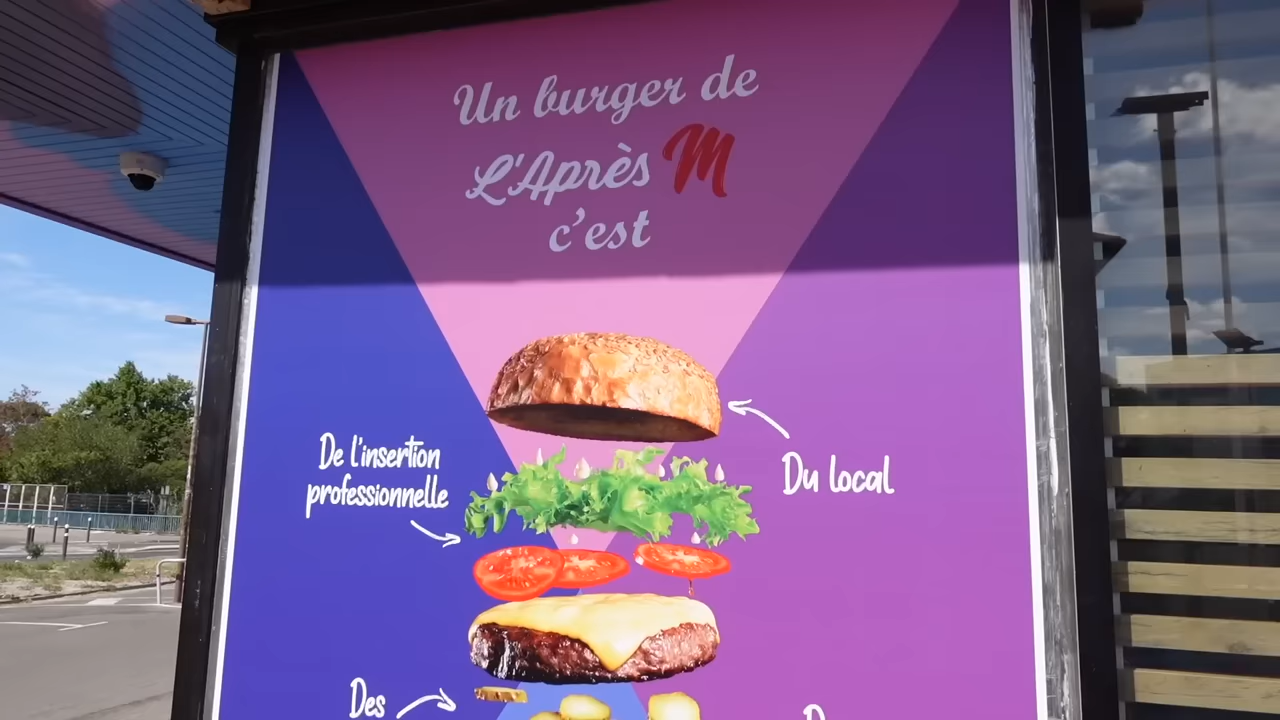 Un burger de
L'Après M
c'est
De l'insertion
professionnelle
Du local
Des